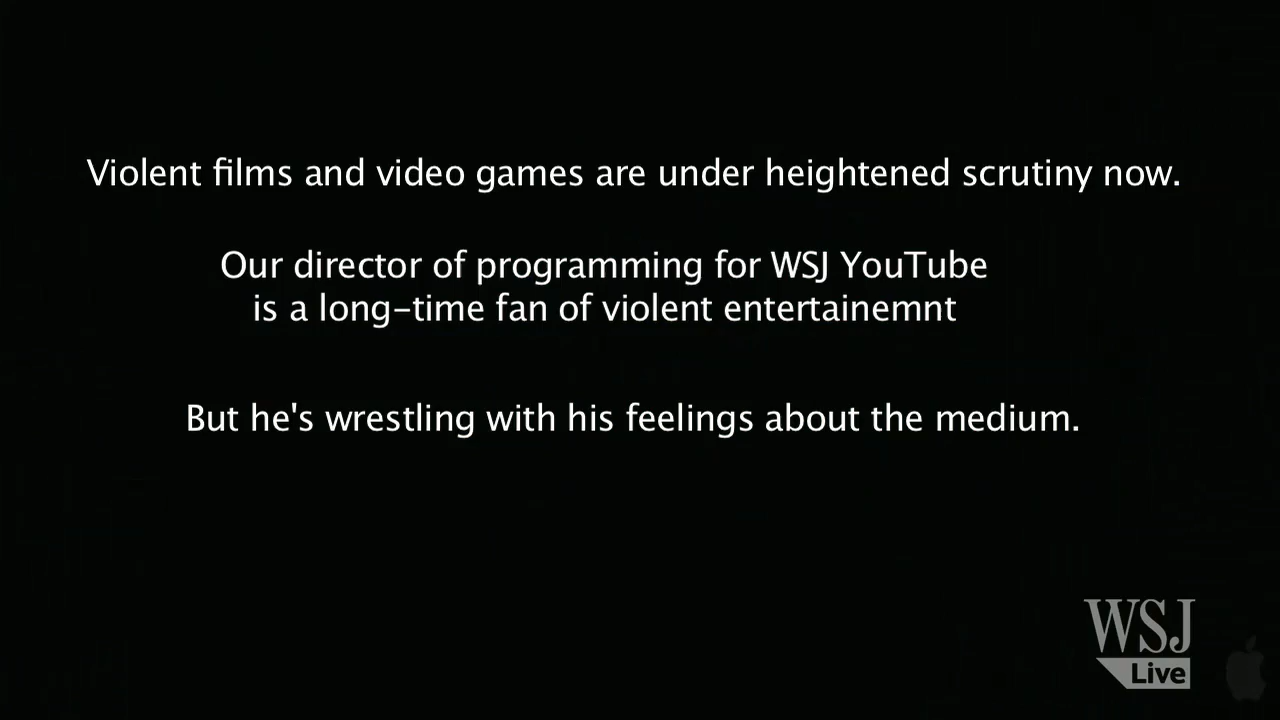 Violent films and video games are under heightened scrutiny now.
Our director of programming for WSJ YouTube
is a long-time fan of violent entertainemnt
But he's wrestling with his feelings about the medium.
WSJ
Live